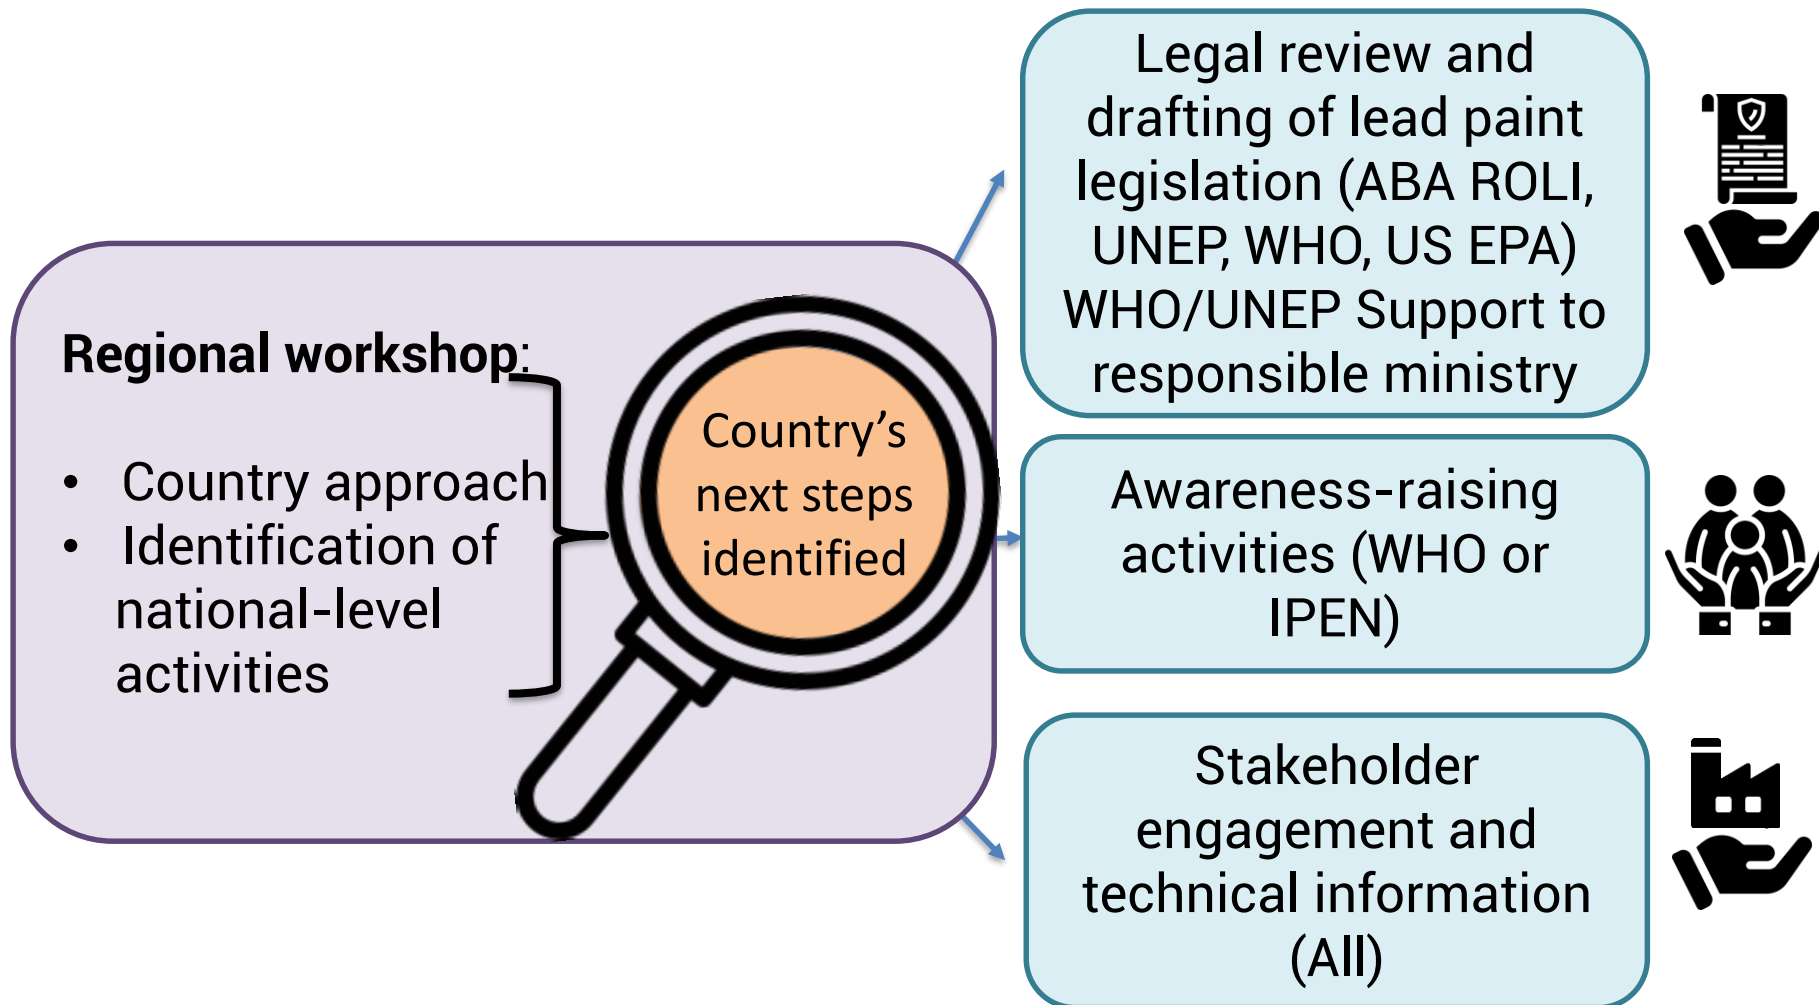 Regional workshop:
• Country approach
• Identification of
national-level
activities
Country’s
next steps
identified
Legal review and
drafting of lead paint
legislation (ABA ROLI,
UNEP, WHO, US EPA)
WHO/UNEP Support to
responsible ministry
Awareness-raising
activities (WHO or
IPEN)
Stakeholder
engagement and
technical information
(All)